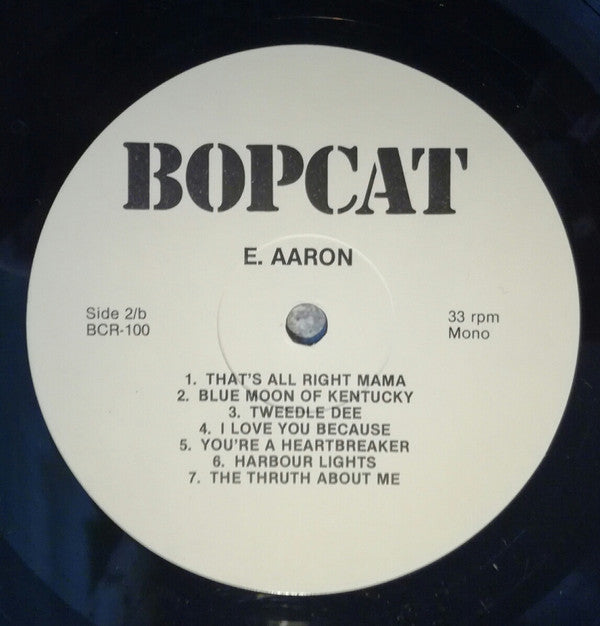 BOPCAT
E. AARON
Side 2/b
BCR-100
33 rpm
Mono
1. THAT'S ALL RIGHT MAMA
2. BLUE MOON OF KENTUCKY
3. TWEEDLE DEE
4. I LOVE YOU BECAUSE
5. YOU'RE A HEARTBREAKER
6. HARBOUR LIGHTS
7. THE THRUTH ABOUT ME